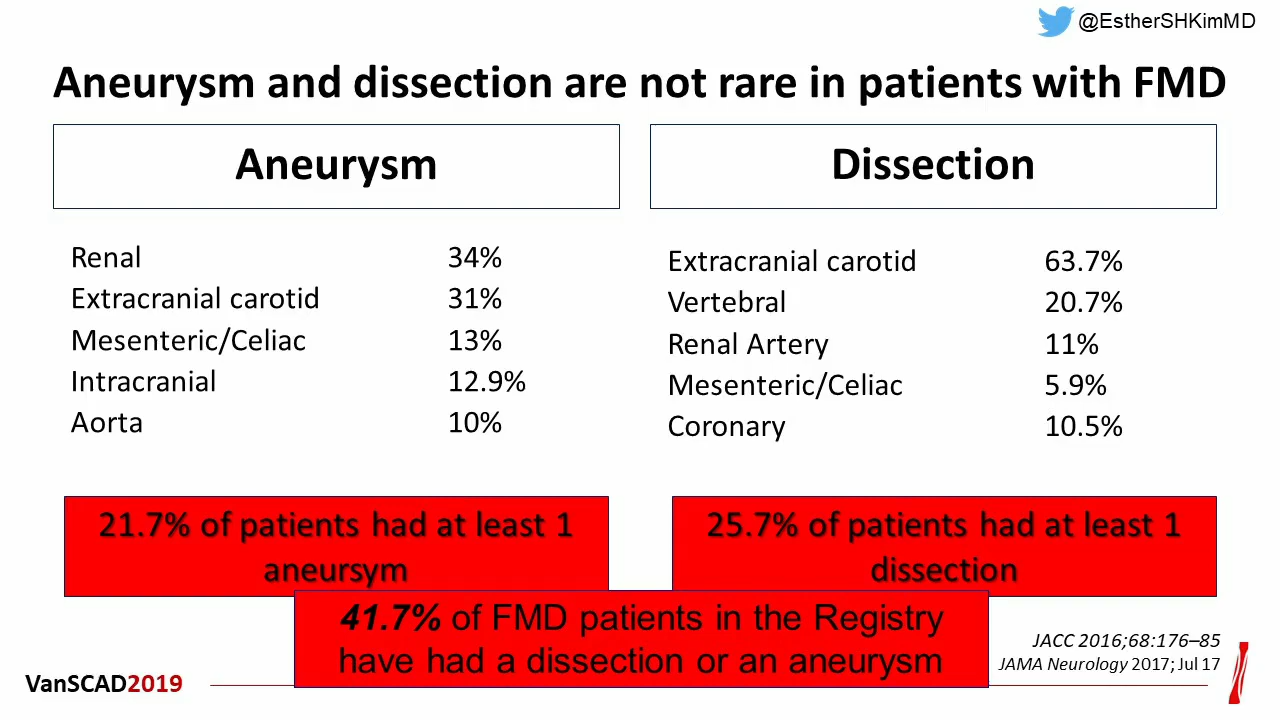 @EstherSHKimMD
Aneurysm and dissection are not rare in patients with FMD
Aneurysm
Renal 34%
Extracranial carotid 31%
Mesenteric/Celiac 13%
Intracranial 12.9%
Aorta 10%
21.7% of patients had at least 1
aneursym
Dissection
Extracranial carotid 63.7%
Vertebral 20.7%
Renal Artery 11%
Mesenteric/Celiac 5.9%
Coronary 10.5%
25.7% of patients had at least 1
dissection
41.7% of FMD patients in the Registry
have had a dissection or an aneurysm
JACC 2016;68:176–85
JAMA Neurology 2017; Jul 17
VanSCAD2019